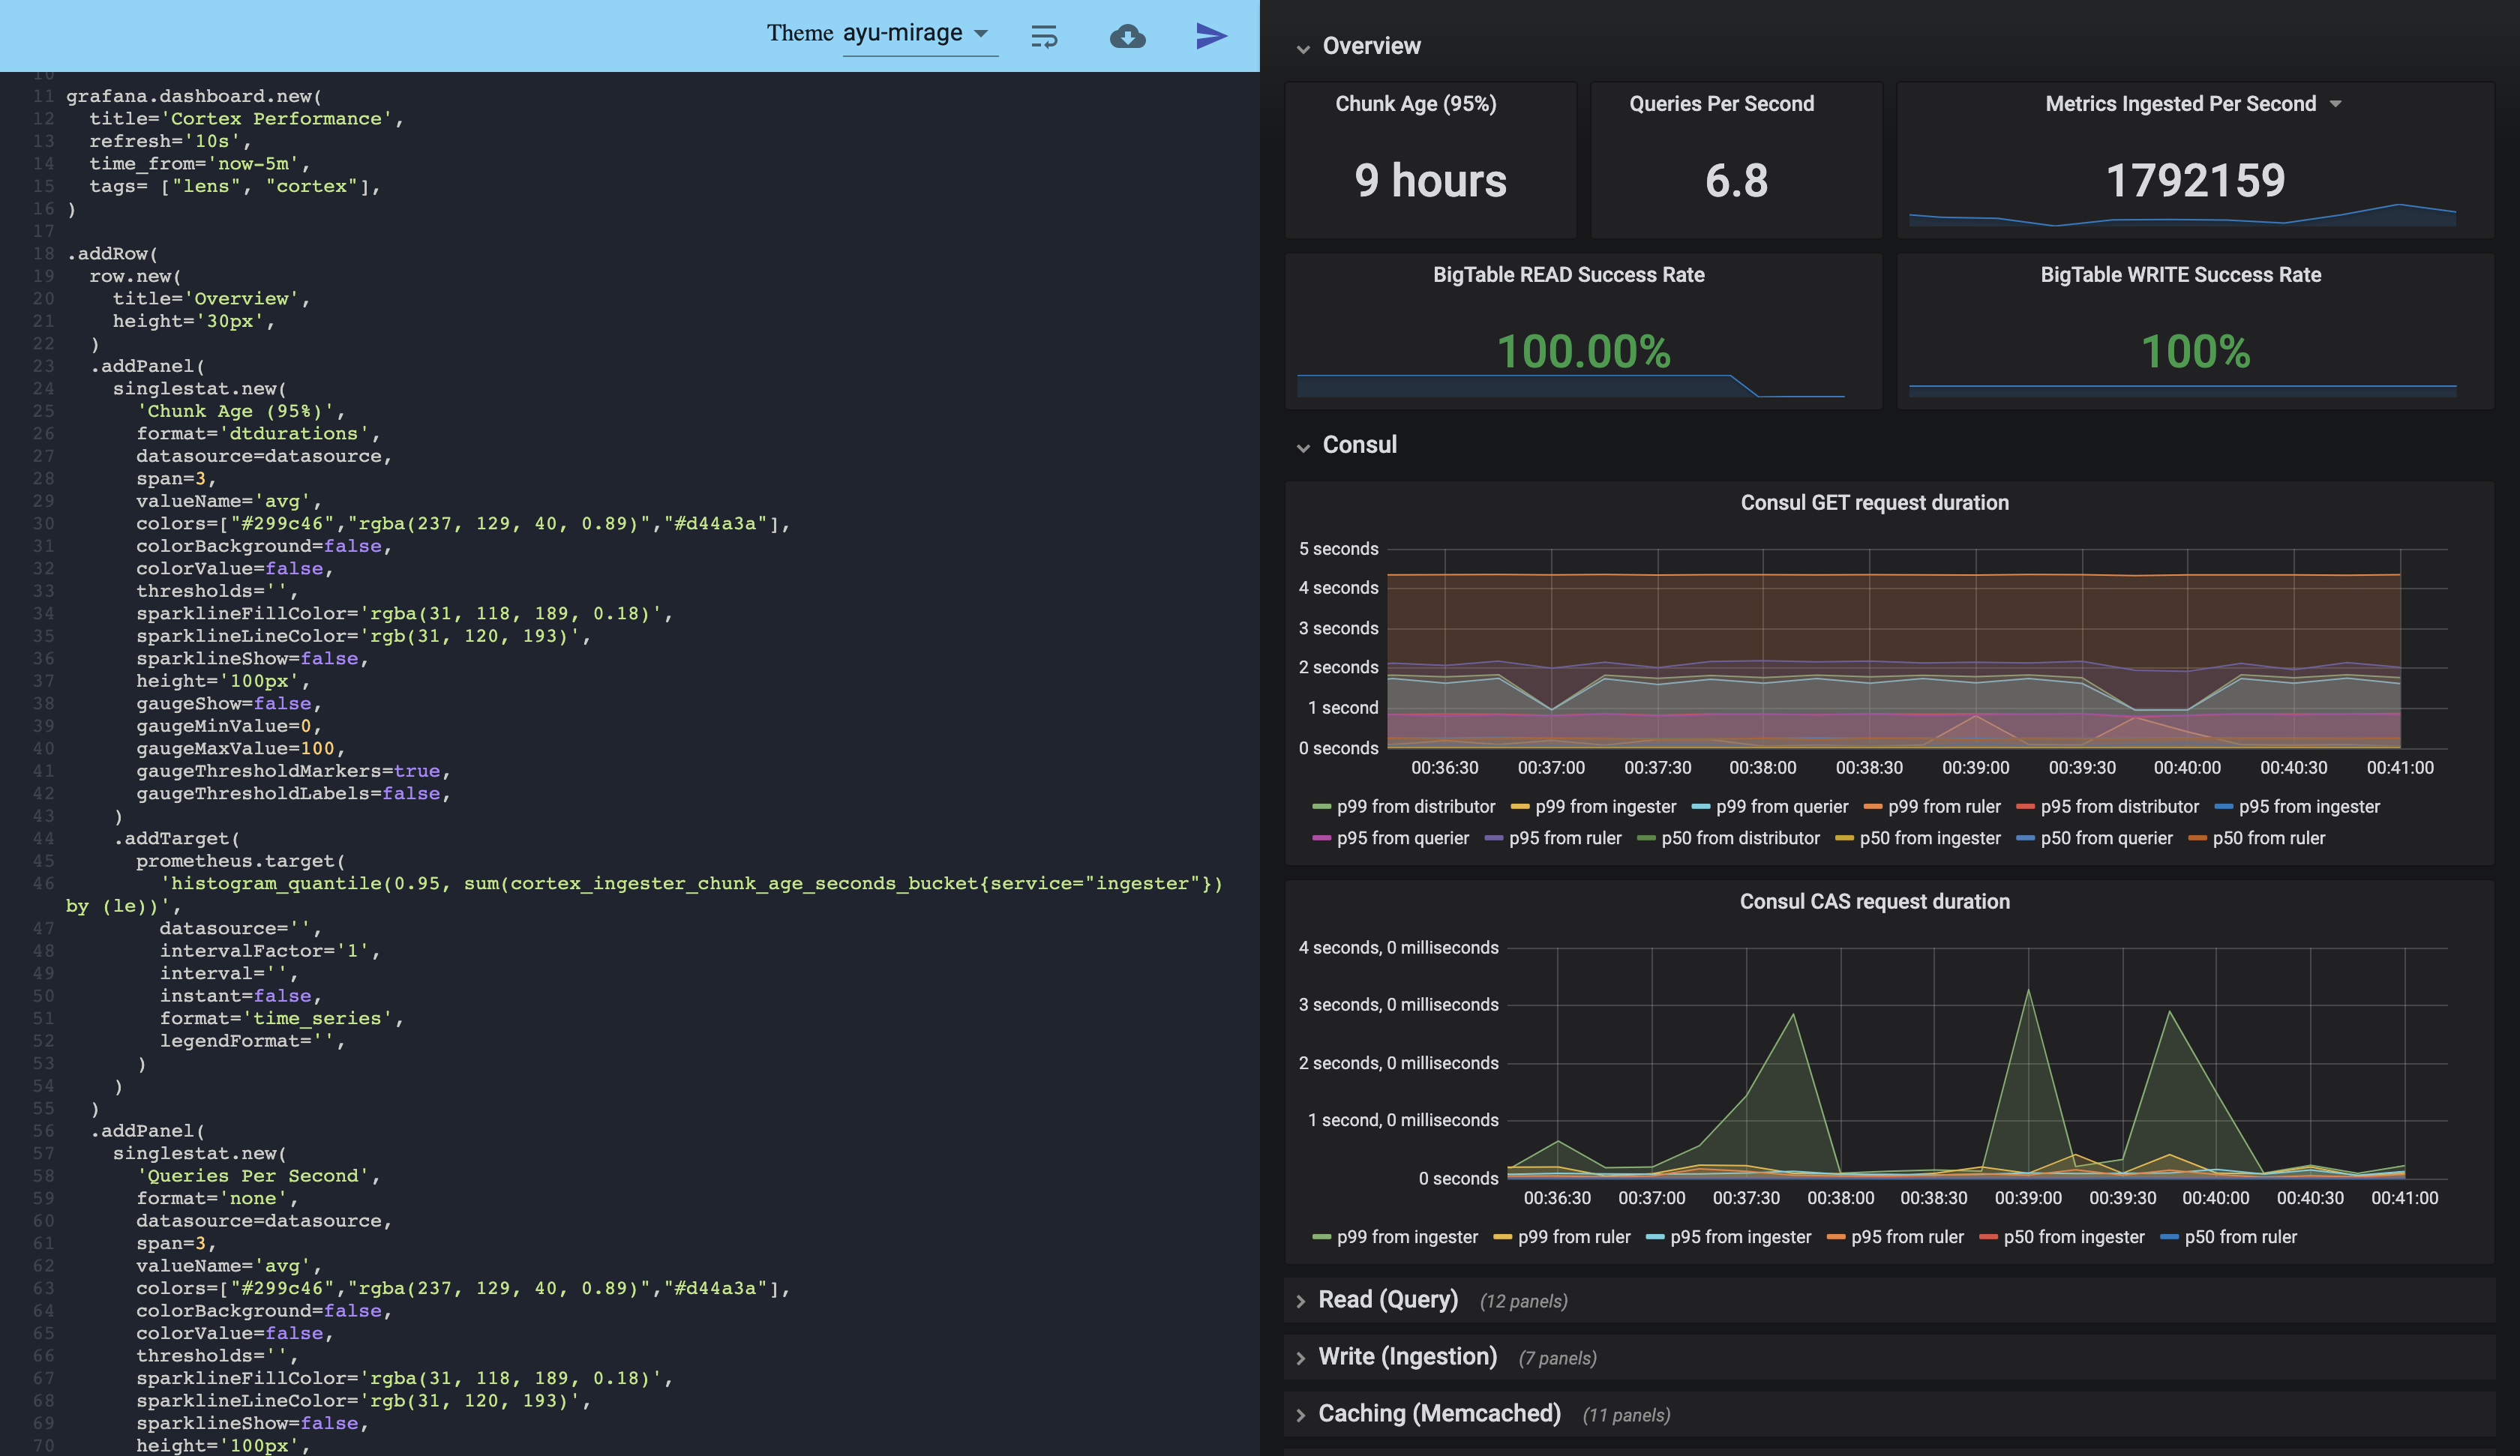 Theme ayu-mirage
10
11 grafana.dashboard.new(
12 title='Cortex Performance',
13 refresh='10s',
14 time_from='now-5m',
15 tags= ["lens", "cortex"],
16 )
17
18 .addRow(
19 row.new(
20 title='Overview',
21 height='30px',
22 )
23 .addPanel(
24 singlestat.new(
25 'Chunk Age (95%)',
26 format='dtdurations',
27 datasource=datasource,
28 span=3,
29 valueName='avg',
30 colors=["#299c46","rgba(237, 129, 40, 0.89)","#d44a3a"],
31 colorBackground=false,
32 colorValue=false,
33 thresholds='',
34 sparklineFillColor='rgba(31, 118, 189, 0.18)',
35 sparklineLineColor='rgb(31, 120, 193)',
36 sparklineShow=false,
37 height='100px',
38 gaugeShow=false,
39 gaugeMinValue=0,
40 gaugeMaxValue=100,
41 gaugeThresholdMarkers=true,
42 gaugeThresholdLabels=false,
43 )
44 .addTarget(
45 prometheus.target(
46 'histogram_quantile(0.95, sum(cortex_ingester_chunk_age_seconds_bucket{service="ingester"})
by (le))',
47 datasource='',
48 intervalFactor='1',
49 interval='',
50 instant=false,
51 format='time_series',
52 legendFormat='',
53 )
54 )
55 )
56 .addPanel(
57 singlestat.new(
58 'Queries Per Second',
59 format='none',
60 datasource=datasource,
61 span=3,
62 valueName='avg',
63 colors=["#299c46","rgba(237, 129, 40, 0.89)","#d44a3a"],
64 colorBackground=false,
65 colorValue=false,
66 thresholds='',
67 sparklineFillColor='rgba(31, 118, 189, 0.18)',
68 sparklineLineColor='rgb(31, 120, 193)',
69 sparklineShow=false,
70 height='100px',
Overview
Chunk Age (95%)
9 hours
Queries Per Second
6.8
Metrics Ingested Per Second
1792159
BigTable READ Success Rate
100.00%
BigTable WRITE Success Rate
100%
Consul
Consul GET request duration
5 seconds
4 seconds
3 seconds
2 seconds
1 second
0 seconds
00:36:30 00:37:00 00:37:30 00:38:00 00:38:30 00:39:00 00:39:30 00:40:00 00:40:30 00:41:00
p99 from distributor p99 from ingester p99 from querier p99 from ruler p95 from distributor p95 from ingester
p95 from querier p95 from ruler p50 from distributor p50 from ingester p50 from querier p50 from ruler
Consul CAS request duration
4 seconds, 0 milliseconds
3 seconds, 0 milliseconds
2 seconds, 0 milliseconds
1 second, 0 milliseconds
0 seconds
00:36:30 00:37:00 00:37:30 00:38:00 00:38:30 00:39:00 00:39:30 00:40:00 00:40:30 00:41:00
p99 from ingester p99 from ruler p95 from ingester p95 from ruler p50 from ingester p50 from ruler
Read (Query) (12 panels)
Write (Ingestion) (7 panels)
Caching (Memcached) (11 panels)